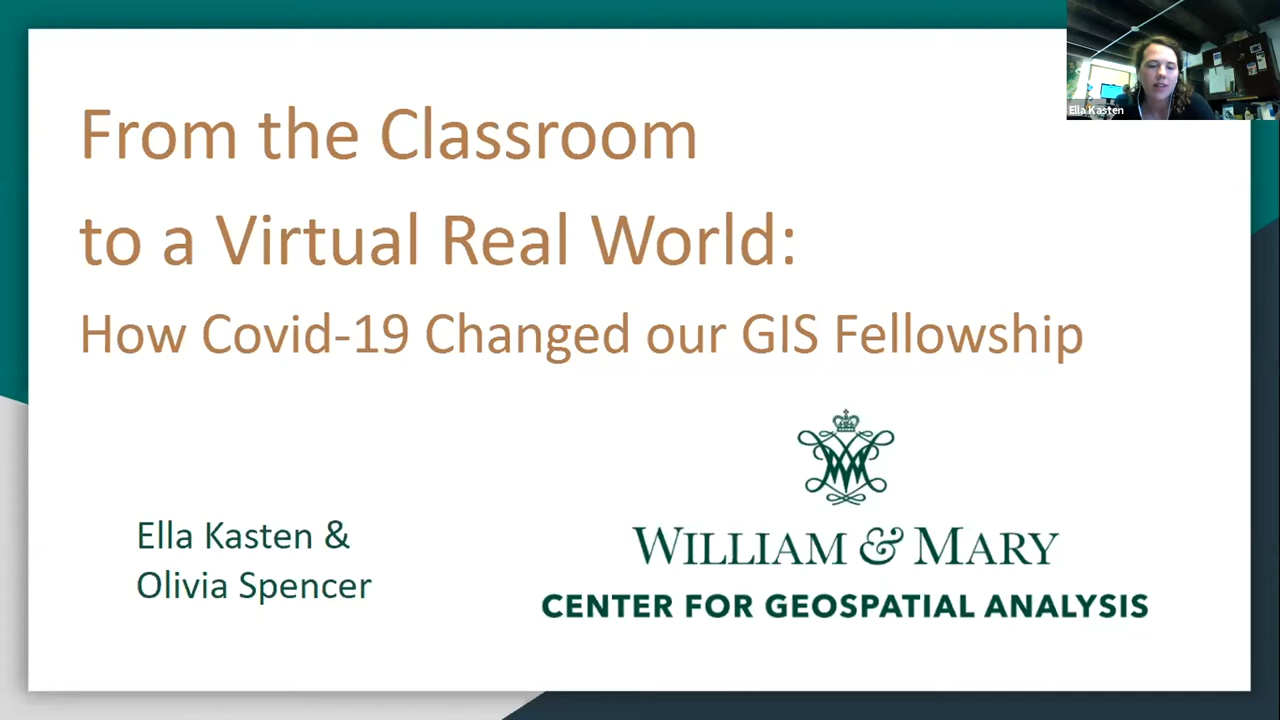 From the Classroom
to a Virtual Real World:
How Covid-19 Changed our GIS Fellowship
Ella Kasten
Ella Kasten &
Olivia Spencer
WILLIAM & MARY
CENTER FOR GEOSPATIAL ANALYSIS